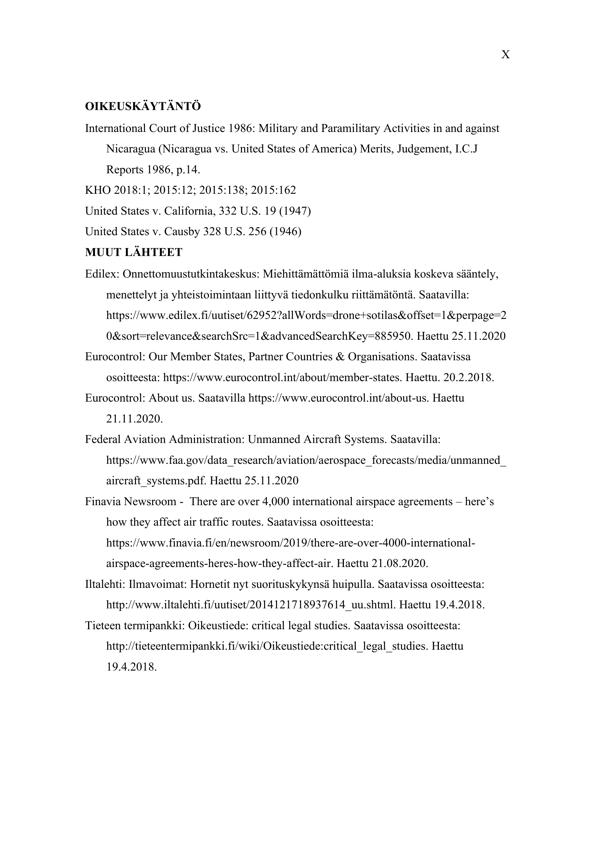 X
OIKEUSKÄYTÄNTÖ
International Court of Justice 1986: Military and Paramilitary Activities in and against
Nicaragua (Nicaragua vs. United States of America) Merits, Judgement, I.C.J
Reports 1986, p.14.
KHO 2018:1; 2015:12; 2015:138; 2015:162
United States v. California, 332 U.S. 19 (1947)
United States v. Causby 328 U.S. 256 (1946)
MUUT LÄHTEET
Edilex: Onnettomuustutkintakeskus: Miehittämättömiä ilma-aluksia koskeva sääntely,
menettelyt ja yhteistoimintaan liittyvä tiedonkulku riittämätöntä. Saatavilla:
https://www.edilex.fi/uutiset/62952?allWords=drone+sotilas&offset=1&perpage=2
0&sort=relevance&searchSrc=1&advancedSearchKey=885950. Haettu 25.11.2020
Eurocontrol: Our Member States, Partner Countries & Organisations. Saatavissa
osoitteesta: https://www.eurocontrol.int/about/member-states. Haettu. 20.2.2018.
Eurocontrol: About us. Saatavilla https://www.eurocontrol.int/about-us. Haettu
21.11.2020.
Federal Aviation Administration: Unmanned Aircraft Systems. Saatavilla:
https://www.faa.gov/data_research/aviation/aerospace_forecasts/media/unmanned_
aircraft_systems.pdf. Haettu 25.11.2020
Finavia Newsroom - There are over 4,000 international airspace agreements – here's
how they affect air traffic routes. Saatavissa osoitteesta:
https://www.finavia.fi/en/newsroom/2019/there-are-over-4000-international-
airspace-agreements-heres-how-they-affect-air. Haettu 21.08.2020.
Iltalehti: Ilmavoimat: Hornetit nyt suorituskykynsä huipulla. Saatavissa osoitteesta:
http://www.iltalehti.fi/uutiset/2014121718937614_uu.shtml. Haettu 19.4.2018.
Tieteen termipankki: Oikeustiede: critical legal studies. Saatavissa osoitteesta:
http://tieteentermipankki.fi/wiki/Oikeustiede:critical_legal_studies. Haettu
19.4.2018.